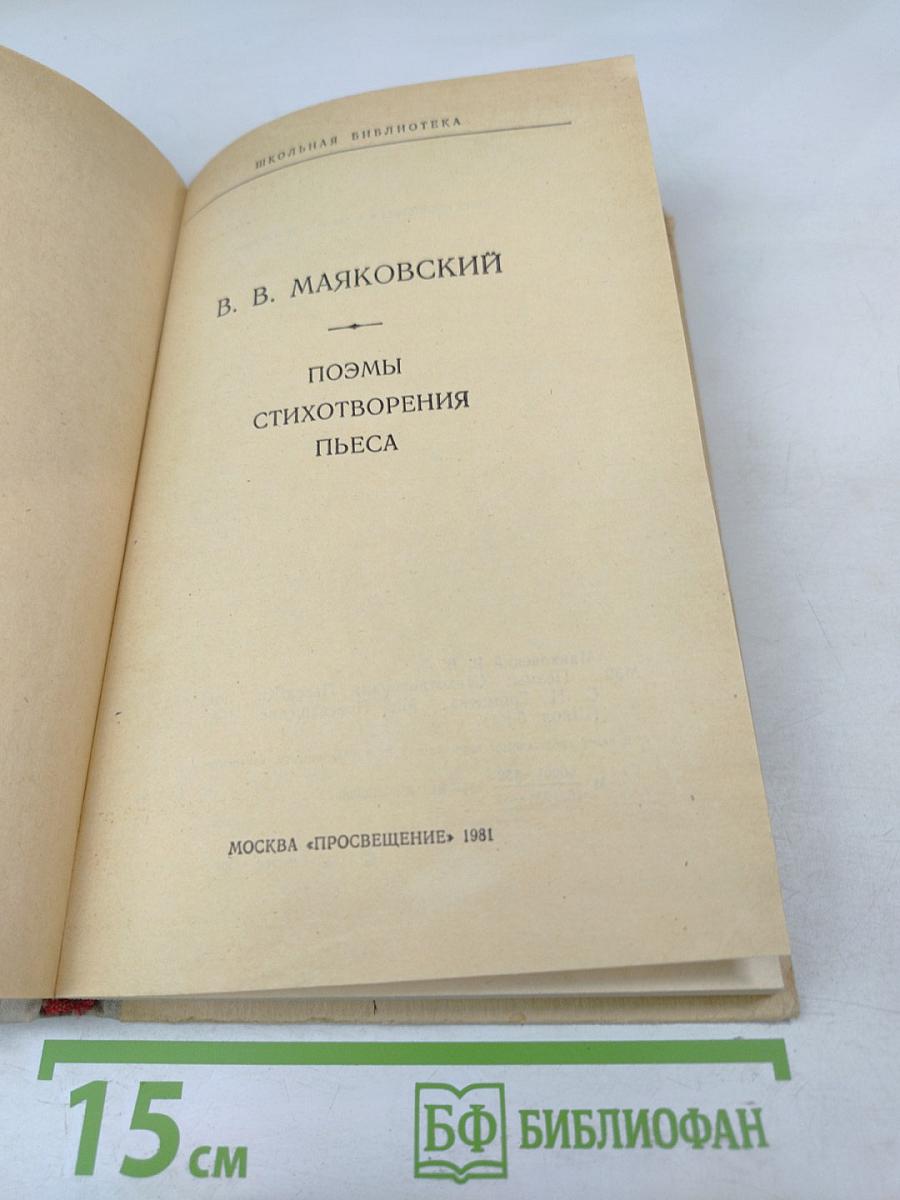 ШКОЛЬНАЯ БИБЛИОТЕКА
В. В. МАЯКОВСКИЙ
ПОЭМЫ
СТИХОТВОРЕНИЯ
ПЬЕСА
МОСКВА «ПРОСВЕЩЕНИЕ» 1981
15 см
БФ БИБЛИОФАН